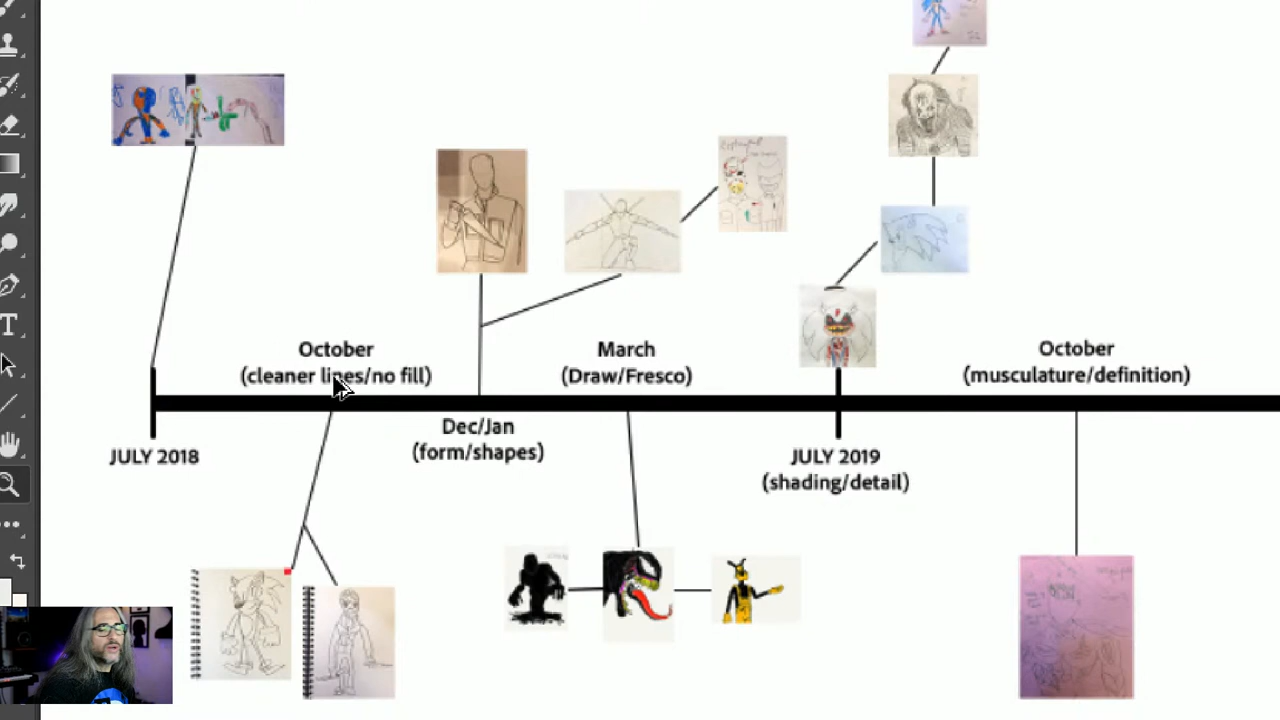 October
(cleaner lines/no fill)
March
(Draw/Fresco)
October
(musculature/definition)
Dec/Jan
(form/shapes)
JULY 2018
JULY 2019
(shading/detail)